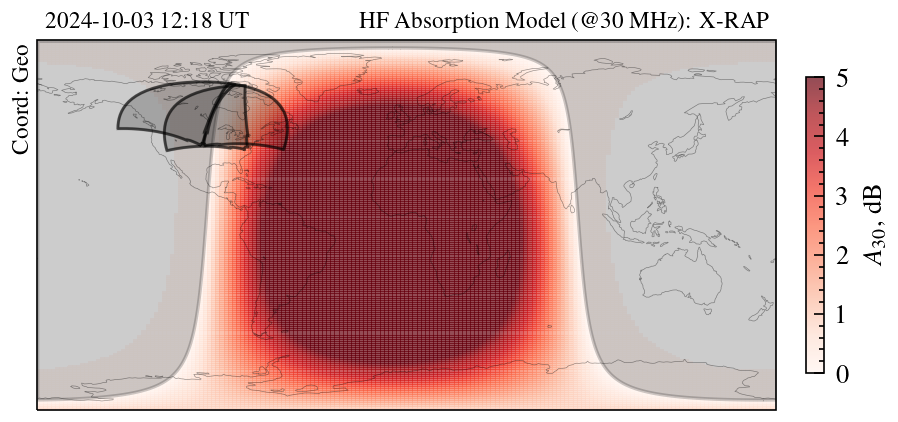 2024-10-03 12:18 UT
HF Absorption Model (@30 MHz): X-RAP
Coord: Geo
5
4
3
2
1
0
A30, dB